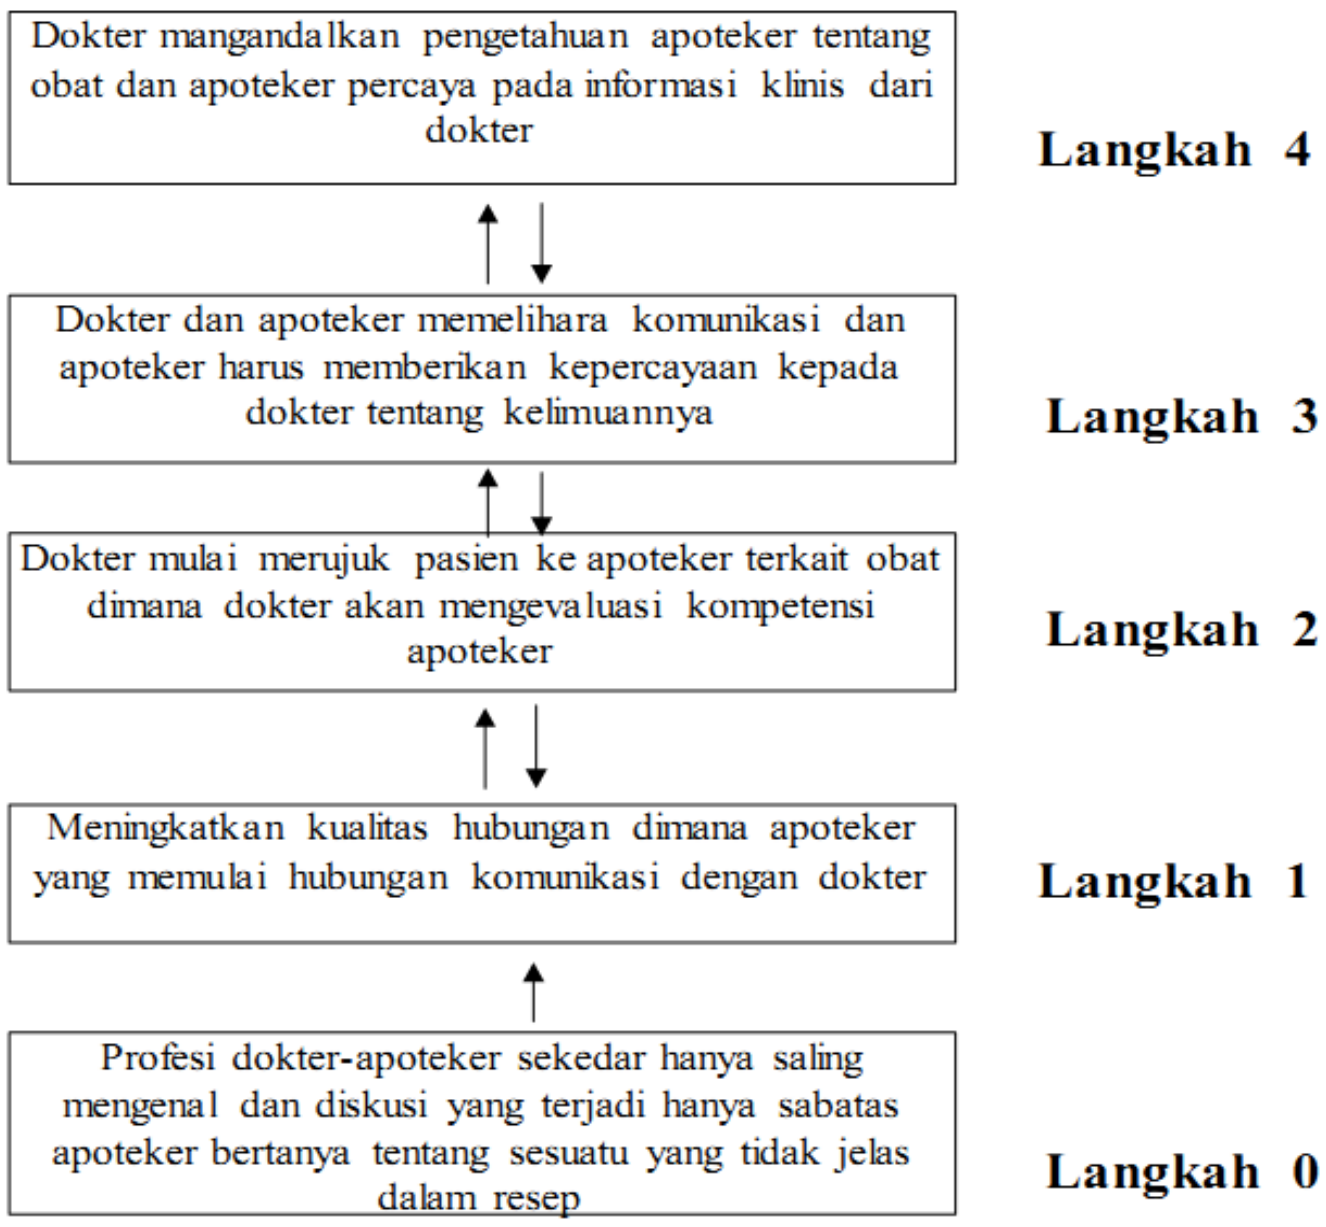 Dokter mangandalkan pengetahuan apoteker tentang
obat dan apoteker percaya pada informasi klinis dari
dokter
Langkah 4
Dokter dan apoteker memelihara komunikasi dan
apoteker harus memberikan kepercayaan kepada
dokter tentang kelimuannya
Langkah 3
Dokter mulai merujuk pasien ke apoteker terkait obat
dimana dokter akan mengevaluasi kompetensi
apoteker
Langkah 2
Meningkatkan kualitas hubungan dimana apoteker
yang memulai hubungan komunikasi dengan dokter
Langkah 1
Profesi dokter-apoteker sekedar hanya saling
mengenal dan diskusi yang terjadi hanya sabatas
apoteker bertanya tentang sesuatu yang tidak jelas
dalam resep
Langkah 0